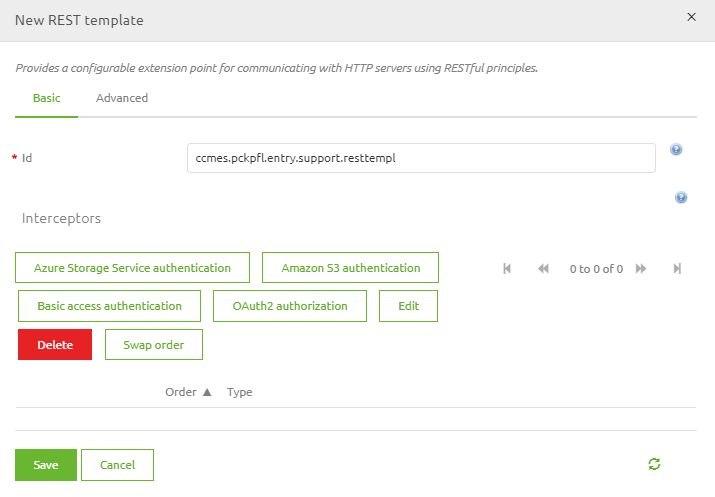 New REST template
Provides a configurable extension point for communicating with HTTP servers using RESTful principles.
Basic Advanced
* Id ccmes.pckpfl.entry.support.resttempl
Interceptors
Azure Storage Service authentication Amazon S3 authentication 0 to 0 of 0
Basic access authentication OAuth2 authorization Edit
Delete Swap order
Order Type
Save Cancel